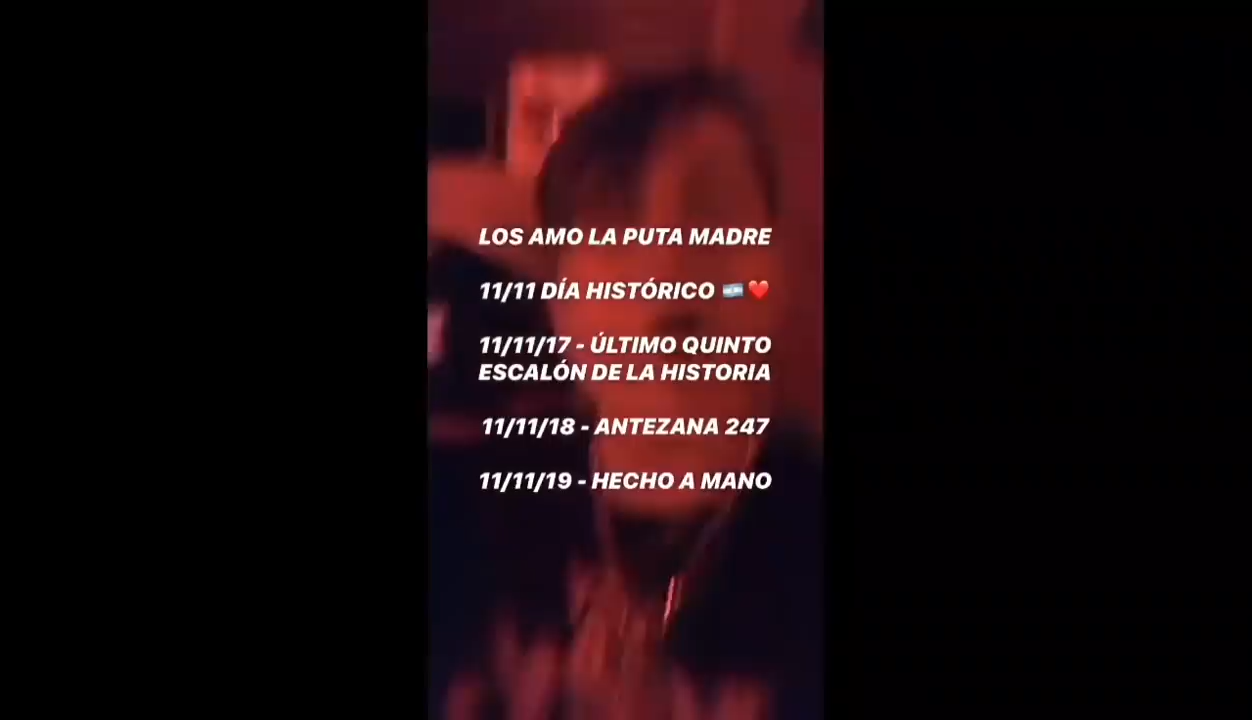 LOS AMO LA PUTA MADRE
11/11 DÍA HISTÓRICO 🇦🇷❤️
11/11/17 - ÚLTIMO QUINTO
ESCALÓN DE LA HISTORIA
11/11/18 - ANTEZANA 247
11/11/19 - HECHO A MANO